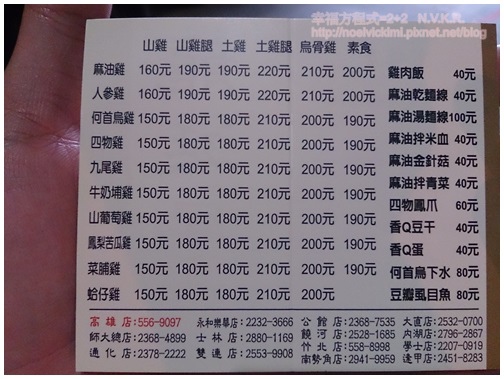 幸福方程式=2+2 N.V.K.R.
http://noelvickimi.pixnet.net/blog
山雞 山雞腿 土雞 土雞腿 烏骨雞 素食
麻油雞 160元 190元 190元 220元 210元 200元 雞肉飯 40元
人參雞 160元 190元 190元 220元 210元 200元 麻油乾麵線 40元
何首烏雞 150元 180元 180元 210元 200元 190元 麻油湯麵線 100元
四物雞 150元 180元 180元 210元 200元 190元 麻油拌米血 40元
九尾雞 150元 180元 180元 210元 200元 190元 麻油金針菇 40元
牛奶埔雞 150元 180元 180元 210元 200元 190元 麻油拌青菜 40元
山葡萄雞 150元 180元 180元 210元 200元 190元 四物鳳爪 60元
鳳梨苦瓜雞 150元 180元 180元 210元 200元 190元 香Q豆干 40元
菜脯雞 150元 180元 180元 210元 200元 190元 香Q蛋 40元
蛤仔雞 150元 180元 180元 210元 200元 何首烏下水 80元
豆瓣虱目魚 80元
高雄店:556-9097 永和樂華店:2232-3666 公館店:2368-7535 大直店:2532-0700
師大總店:2368-4899 士林店:2880-1169 饒河店:2528-1685 內湖店:2796-2867
通化店:2378-2222 雙連店:2553-9908 竹北店:558-8998 學士店:2207-0919
南勢角店:2941-9959 逢甲店:2451-8283